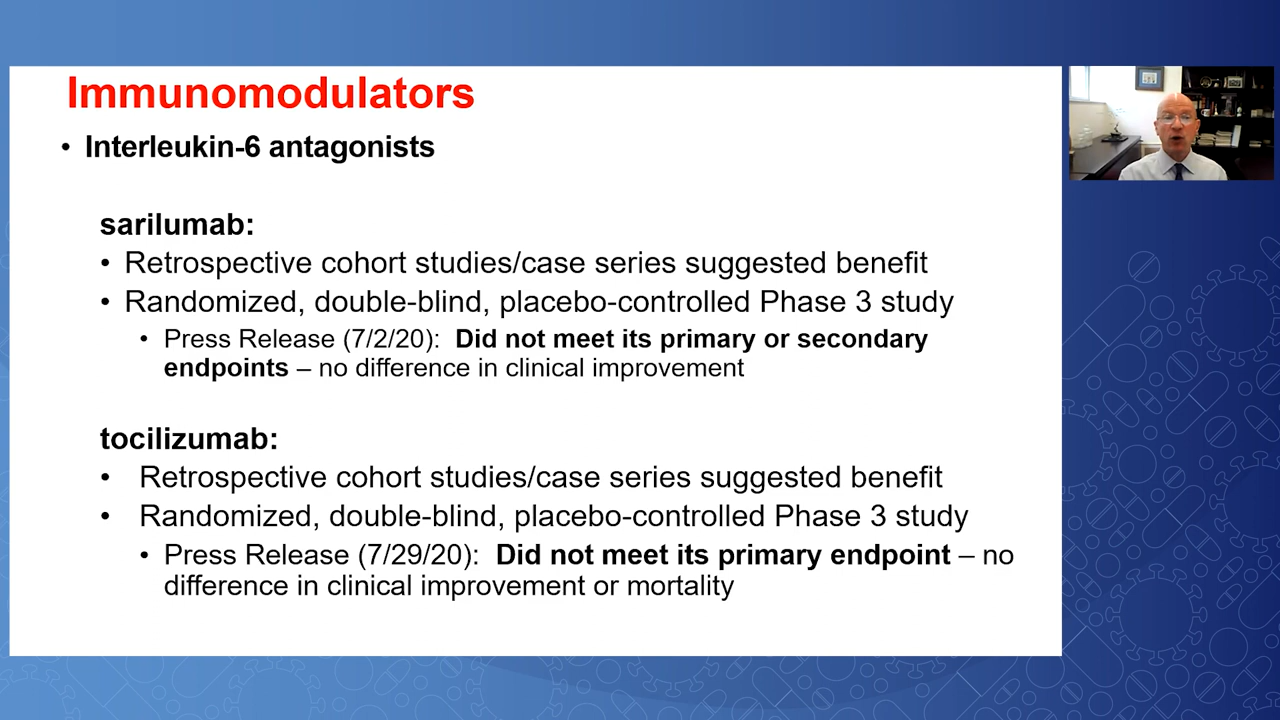 Immunomodulators
• Interleukin-6 antagonists
sarilumab:
• Retrospective cohort studies/case series suggested benefit
• Randomized, double-blind, placebo-controlled Phase 3 study
• Press Release (7/2/20): Did not meet its primary or secondary
endpoints – no difference in clinical improvement
tocilizumab:
• Retrospective cohort studies/case series suggested benefit
• Randomized, double-blind, placebo-controlled Phase 3 study
• Press Release (7/29/20): Did not meet its primary endpoint – no
difference in clinical improvement or mortality